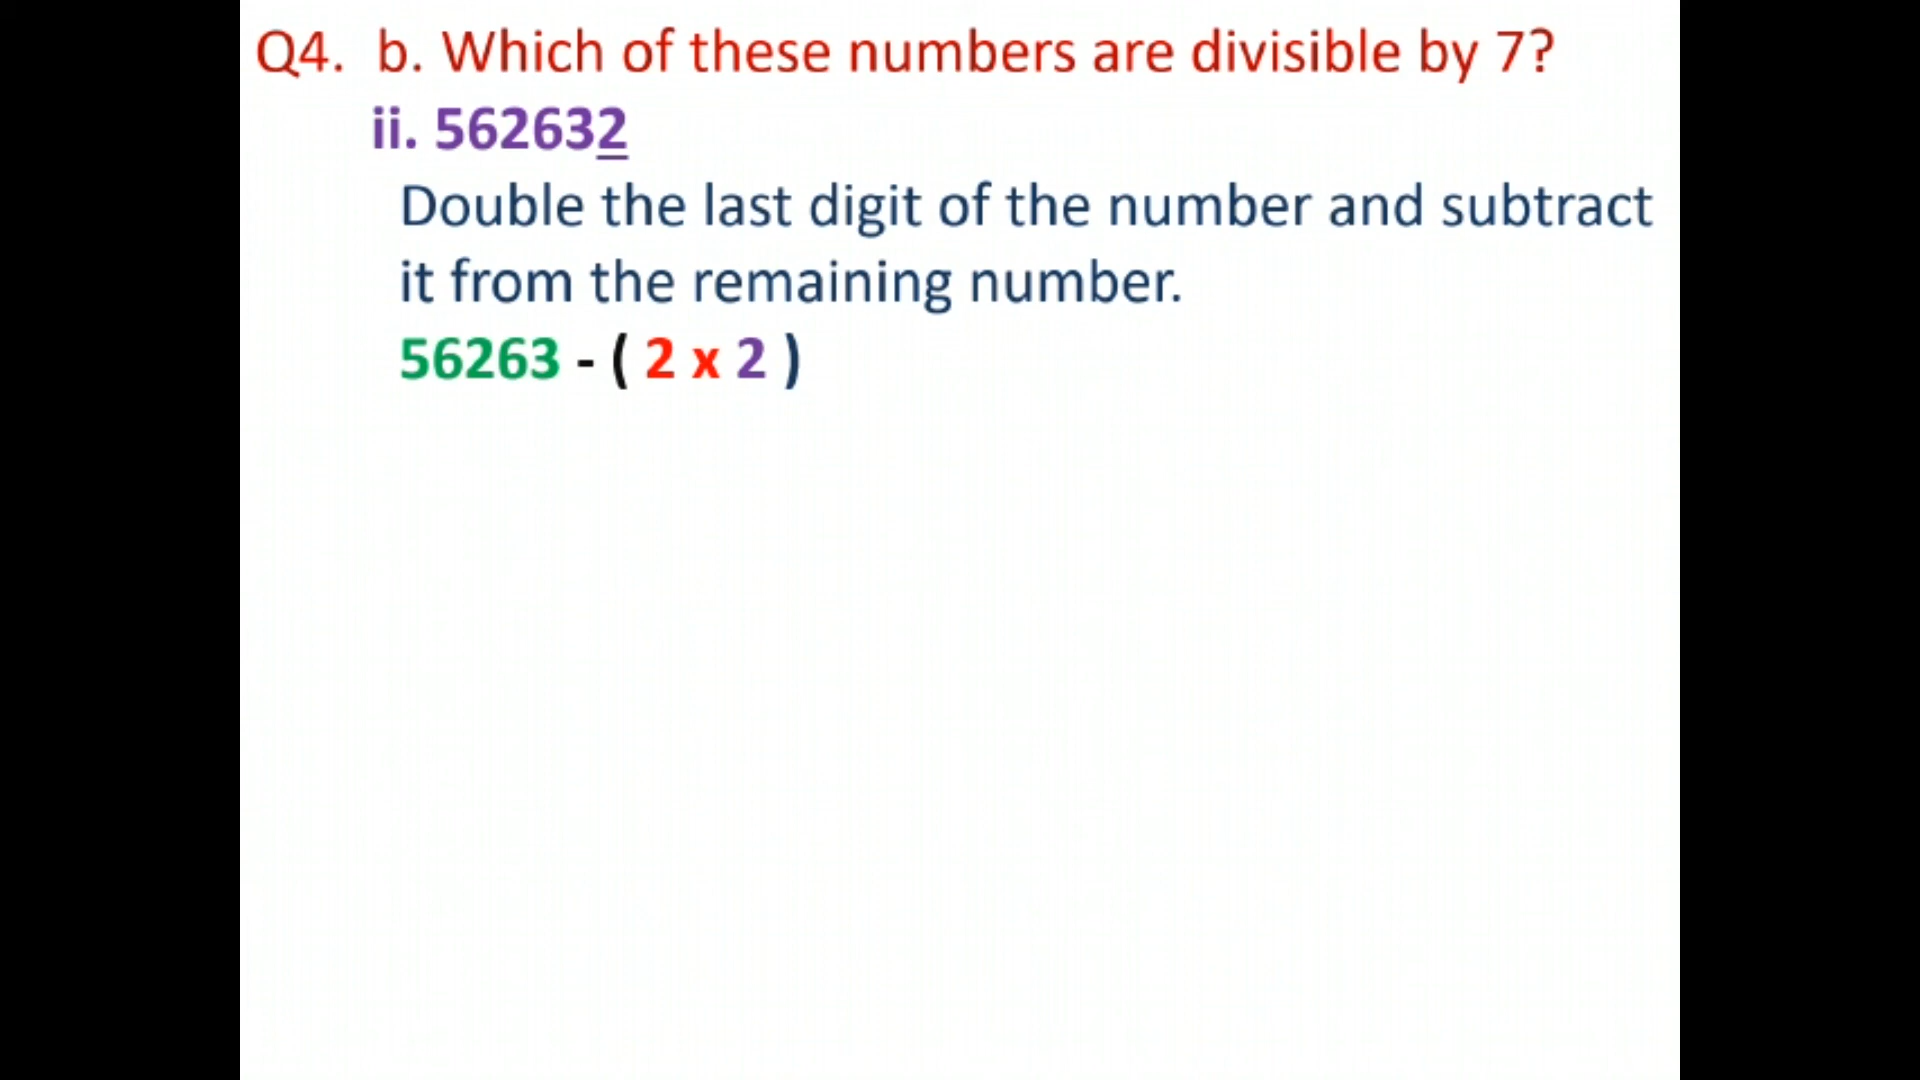 Q4. b. Which of these numbers are divisible by 7?
ii. 562632
Double the last digit of the number and subtract
it from the remaining number.
56263 - ( 2 x 2 )